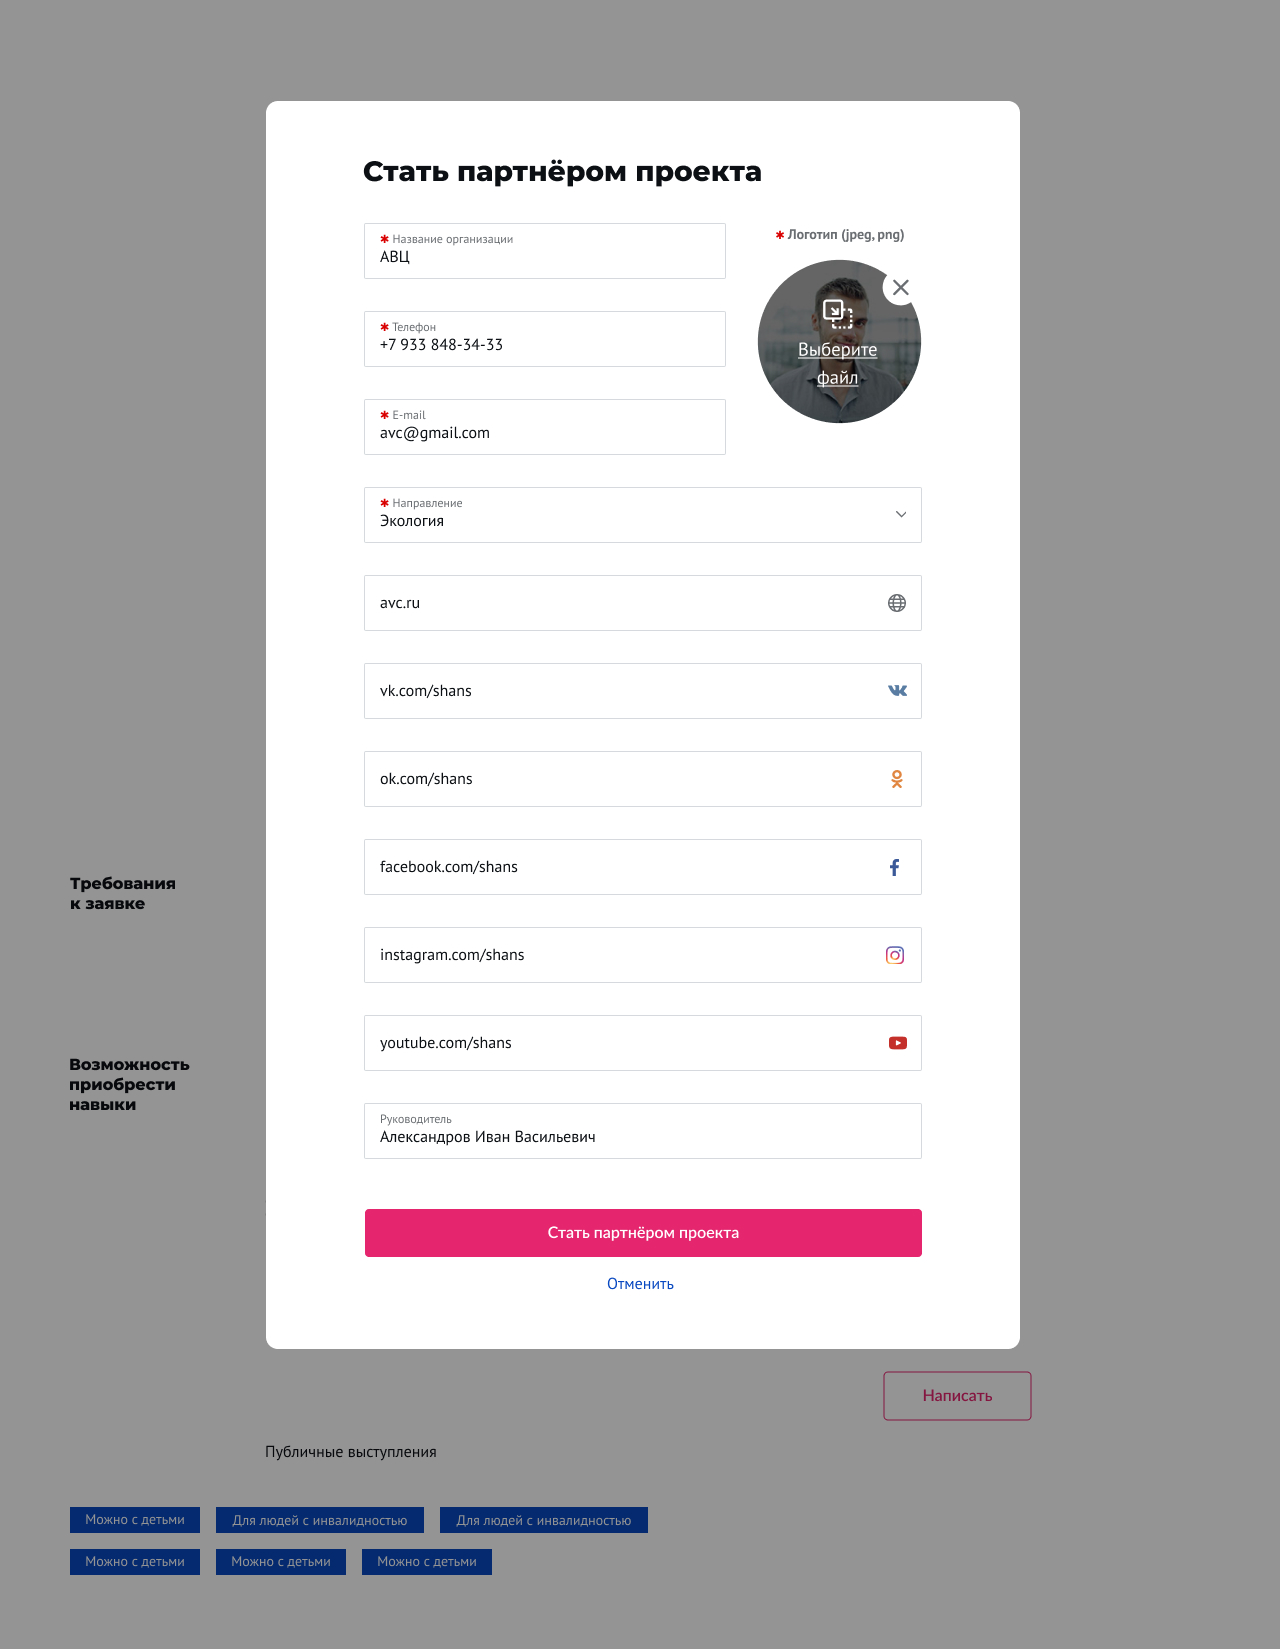 Стать партнёром проекта
✱ Название организации
АВЦ
✱ Логотип (jpeg, png)
✱ Телефон
+7 933 848-34-33
Выберите
файл
✱ E-mail
avc@gmail.com
✱ Направление
Экология
avc.ru
vk.com/shans
ok.com/shans
facebook.com/shans
Требования
к заявке
instagram.com/shans
youtube.com/shans
Возможность
приобрести
навыки
Руководитель
Александров Иван Васильевич
Стать партнёром проекта
Отменить
Написать
Публичные выступления
Можно с детьми
Для людей с инвалидностью
Для людей с инвалидностью
Можно с детьми
Можно с детьми
Можно с детьми